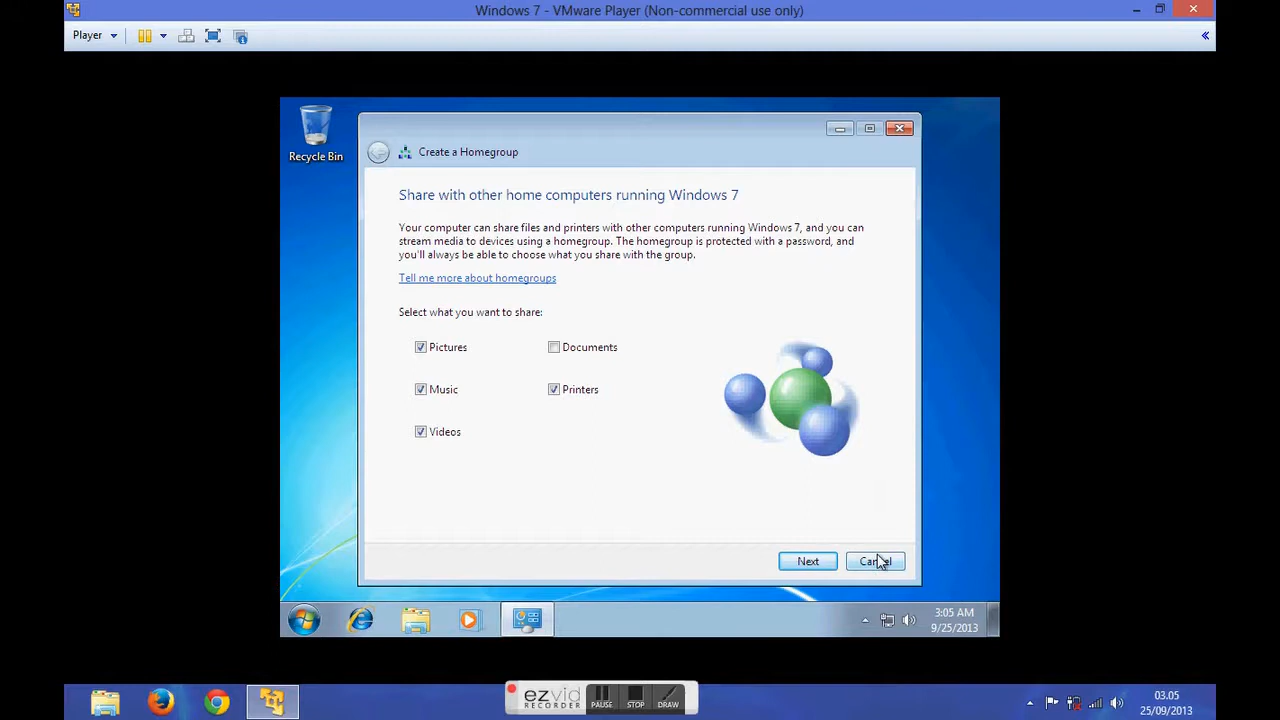 Windows 7 - VMware Player (Non-commercial use only)
Player
Recycle Bin
Create a Homegroup
Share with other home computers running Windows 7
Your computer can share files and printers with other computers running Windows 7, and you can
stream media to devices using a homegroup. The homegroup is protected with a password, and
you'll always be able to choose what you share with the group.
Tell me more about homegroups
Select what you want to share:
Pictures
Documents
Music
Printers
Videos
Next
Cancel
3:05 AM
9/25/2013
ezvid
RECORDER
PAUSE
STOP
DRAW
03.05
25/09/2013